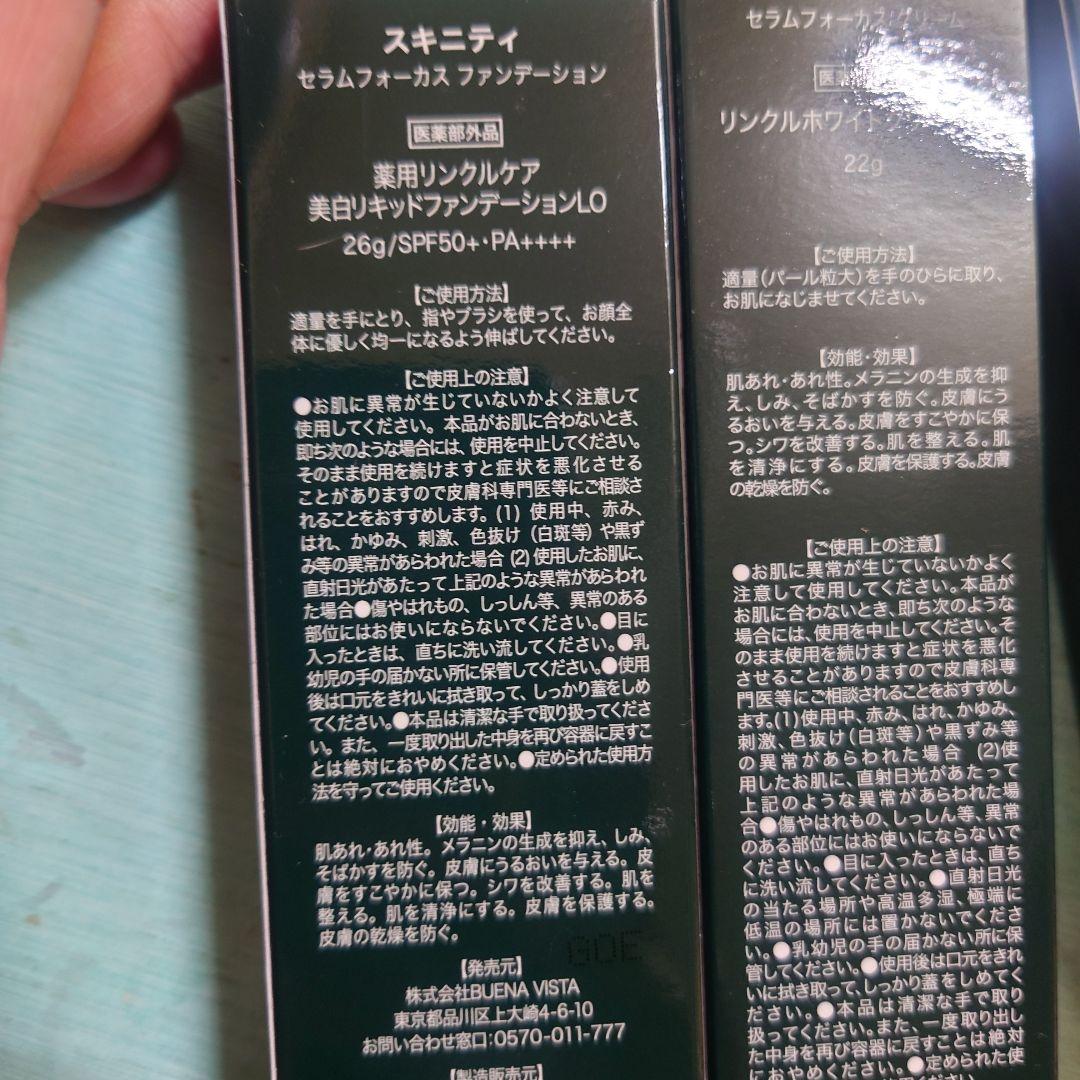 スキニティ
セラムフォーカス ファンデーション
医薬部外品
薬用リンクルケア
美白リキッドファンデーションLO
26g/SPF50+・PA++++
【ご使用方法】
適量を手にとり、指やブラシを使って、お顔全
体に優しく均一になるよう伸ばしてください。
【ご使用上の注意】
●お肌に異常が生じていないかよく注意して
使用してください。本品がお肌に合わないとき、
即ち次のような場合には、使用を中止してください。
そのまま使用を続けますと症状を悪化させる
ことがありますので皮膚科専門医等にご相談さ
れることをおすすめします。(1) 使用中、赤み、
はれ、かゆみ、刺激、色抜け（白斑等）や黒ず
み等の異常があらわれた場合 (2)使用したお肌に、
直射日光があたって上記のような異常があらわれ
た場合●傷やはれもの、しっしん等、異常のある
部位にはお使いにならないでください。●目に
入ったときは、直ちに洗い流してください。●乳
幼児の手の届かない所に保管してください。●使用
後は口元をきれいに拭き取って、しっかり蓋をしめ
てください。●本品は清潔な手で取り扱ってくださ
い。また、一度取り出した中身を再び容器に戻すこ
とは絶対におやめください。●定められた使用方
法を守ってご使用ください。
【効能・効果】
肌あれ・あれ性。メラニンの生成を抑え、しみ、
そばかすを防ぐ。皮膚にうるおいを与える。皮
膚をすこやかに保つ。シワを改善する。肌を
整える。肌を清浄にする。皮膚を保護する。
皮膚の乾燥を防ぐ。
【発売元】
株式会社BUENA VISTA
東京都品川区上大崎4-6-10
お問い合わせ窓口:0570-011-777
【製造販売元】
セラムフォーカス クリーム
医
リンクルホワイト
22g
【ご使用方法】
適量（パール粒大）を手のひらに取り、
お肌になじませてください。
【効能・効果】
肌あれ・あれ性。メラニンの生成を抑
え、しみ、そばかすを防ぐ。皮膚にう
るおいを与える。皮膚をすこやかに保
つ。シワを改善する。肌を整える。肌
を清浄にする。皮膚を保護する。皮膚
の乾燥を防ぐ。
【ご使用上の注意】
●お肌に異常が生じていないかよく
注意して使用してください。本品が
お肌に合わないとき、即ち次のような
場合には、使用を中止してください。そ
のまま使用を続けますと症状を悪化
させることがありますので皮膚科専
門医等にご相談されることをおすすめし
ます。(1)使用中、赤み、はれ、かゆみ、
刺激、色抜け（白斑等）や黒ずみ等
の異常があらわれた場合 (2)使
用したお肌に、直射日光があたって
上記のような異常があらわれた場
合●傷やはれもの、しっしん等、異常
のある部位にはお使いにならないで
ください。●目に入ったときは、直ち
に洗い流してください。●直射日光
の当たる場所や高温多湿、極端に
低温の場所には置かないでくださ
い。●乳幼児の手の届かない所に保
管してください。●使用後は口元をきれ
いに拭き取って、しっかり蓋をしめてく
ださい。●本品は清潔な手で取り
扱ってください。また、一度取り出し
た中身を再び容器に戻すことは絶対
におやめください。●定められた使